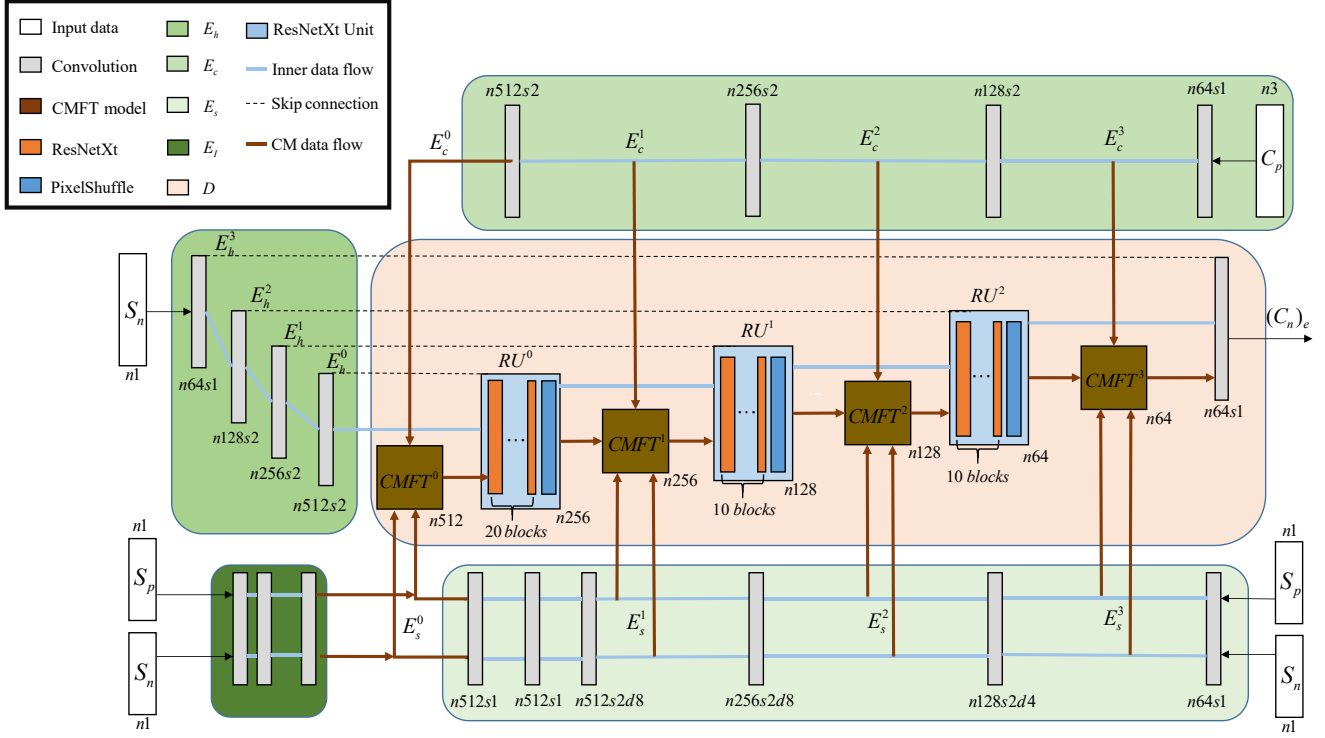 Input data
Convolution
CMFT model
ResNetXt
PixelShuffle
E_h
E_c
E_s
E_l
D
ResNetXt Unit
Inner data flow
Skip connection
CM data flow
n512s2
n256s2
n128s2
n64s1
n3
E_c^0
E_c^1
E_c^2
E_c^3
C_p
E_h^3
S_n
n1
n64s1
E_h^2
n128s2
E_h^1
n256s2
E_h^0
n512s2
CMFT^0
n512
RU^0
20 blocks
n256
CMFT^1
n256
RU^1
10 blocks
n128
CMFT^2
n128
RU^2
10 blocks
n64
CMFT^3
n64
n64s1
(C_n)_e
n1
S_p
S_n
n1
E_s^0
E_s^1
E_s^2
E_s^3
n512s1
n512s1
n512s2d8
n256s2d8
n128s2d4
n64s1
n1
S_p
S_n
n1